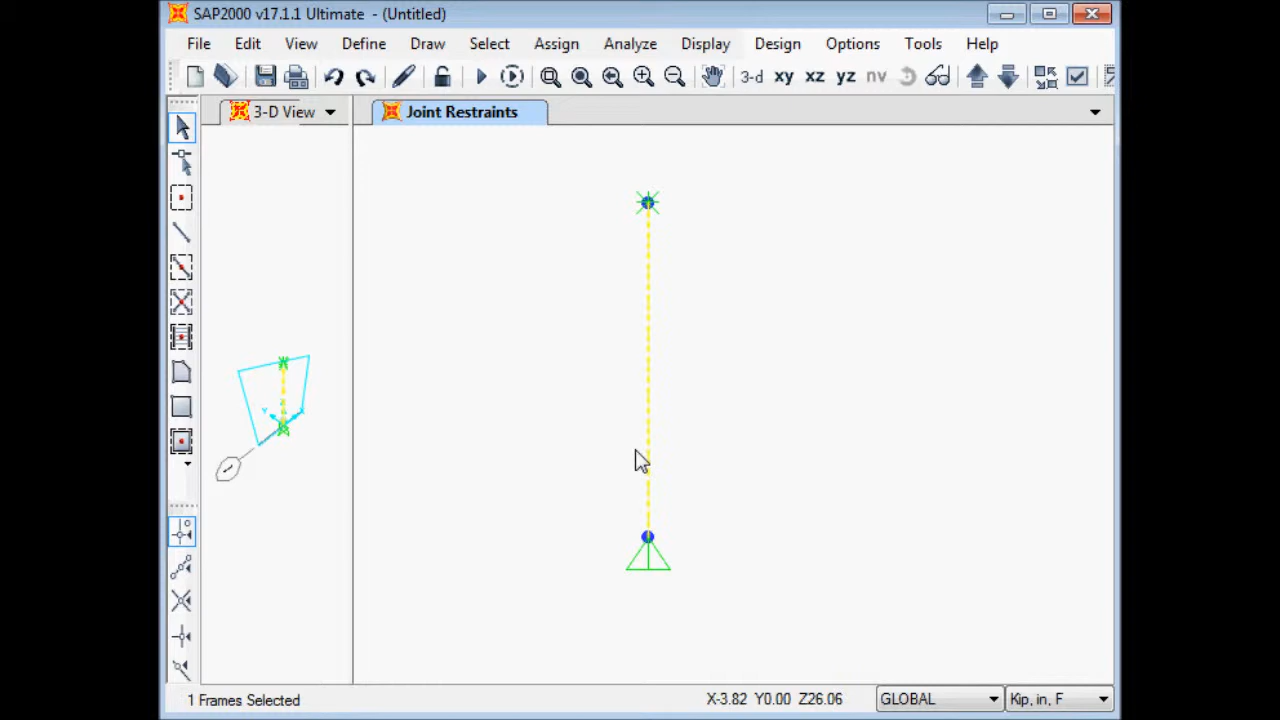 SAP2000 v17.1.1 Ultimate - (Untitled)
File Edit View Define Draw Select Assign Analyze Display Design Options Tools Help
3-d xy xz yz nv
3-D View Joint Restraints
Y X
1 Frames Selected X-3.82 Y0.00 Z26.06 GLOBAL Kip, in, F